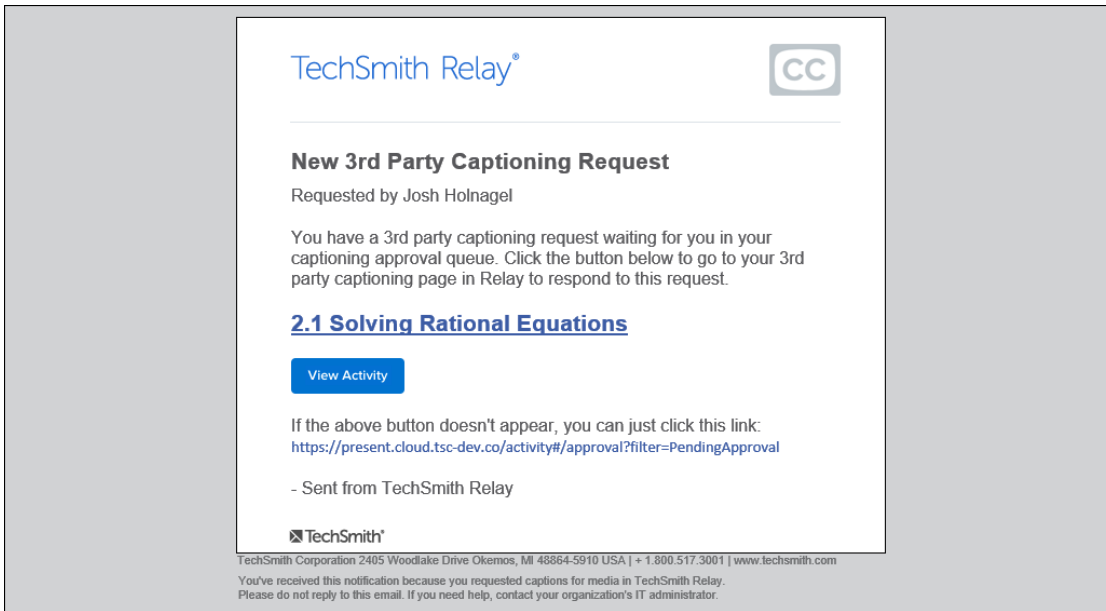 TechSmith Relay®
CC
New 3rd Party Captioning Request
Requested by Josh Holnagel
You have a 3rd party captioning request waiting for you in your
captioning approval queue. Click the button below to go to your 3rd
party captioning page in Relay to respond to this request.
2.1 Solving Rational Equations
View Activity
If the above button doesn't appear, you can just click this link:
https://present.cloud.tsc-dev.co/activity#/approval?filter=PendingApproval
- Sent from TechSmith Relay
TechSmith®
TechSmith Corporation 2405 Woodlake Drive Okemos, MI 48864-5910 USA | + 1.800.517.3001 | www.techsmith.com
You've received this notification because you requested captions for media in TechSmith Relay.
Please do not reply to this email. If you need help, contact your organization's IT administrator.